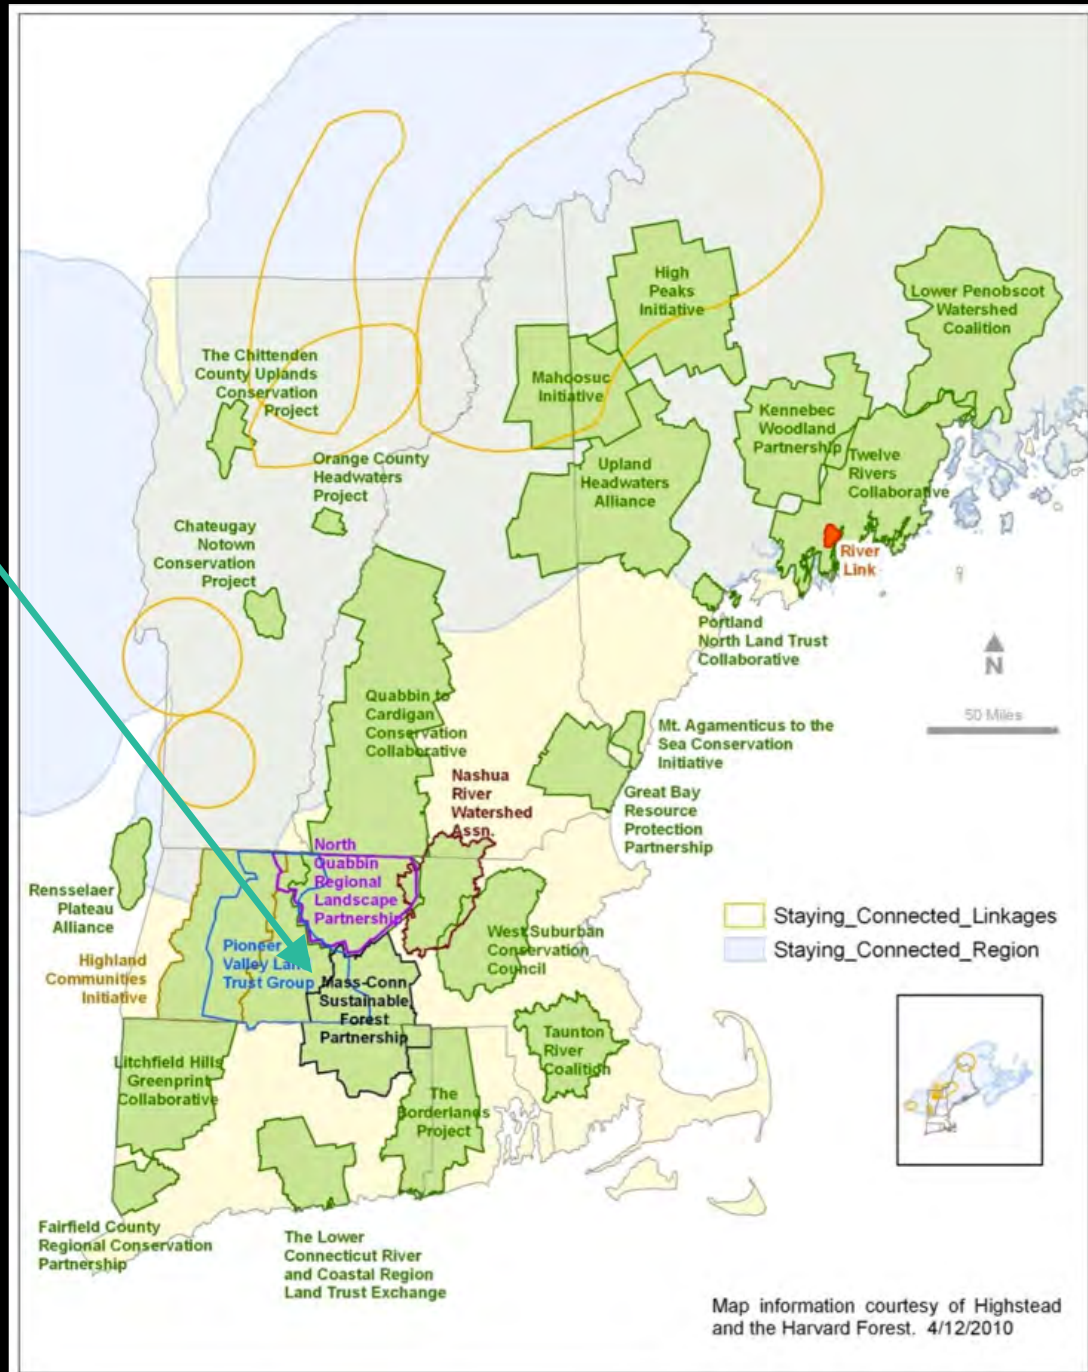 High
Peaks
Initiative
Lower Penobscot
Watershed
Coalition
The Chittenden
County Uplands
Conservation
Project
Mahoosuc
Initiative
Kennebec
Woodland
Partnership
Orange County
Headwaters
Project
Upland
Headwaters
Alliance
Twelve
Rivers
Collaborative
Chateugay
Notown
Conservation
Project
River
Link
Portland
North Land Trust
Collaborative
N
50 Miles
Quabbin to
Cardigan
Conservation
Collaborative
Mt. Agamenticus to the
Sea Conservation
Initiative
Nashua
River
Watershed
Assn.
Great Bay
Resource
Protection
Partnership
North
Quabbin
Regional
Landscape
Partnership
Rensselaer
Plateau
Alliance
Staying_Connected_Linkages
Staying_Connected_Region
West Suburban
Conservation
Council
Highland
Communities
Initiative
Pioneer
Valley Land
Trust Group
Mass-Conn
Sustainable
Forest
Partnership
Taunton
River
Coalition
Litchfield Hills
Greenprint
Collaborative
The
Borderlands
Project
Fairfield County
Regional Conservation
Partnership
The Lower
Connecticut River
and Coastal Region
Land Trust Exchange
Map information courtesy of Highstead
and the Harvard Forest. 4/12/2010